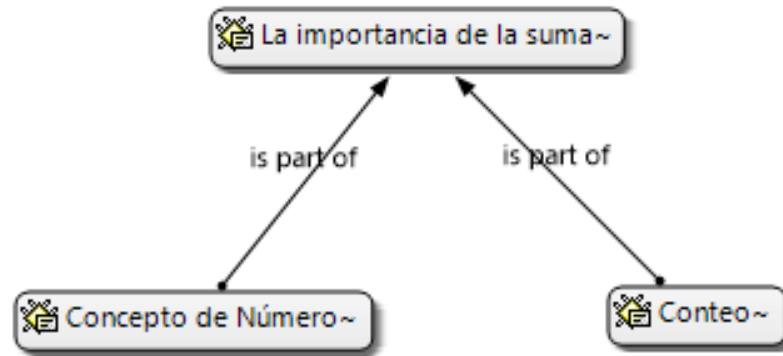 La importancia de la suma~
is part of
is part of
Concepto de Número~
Conteo~